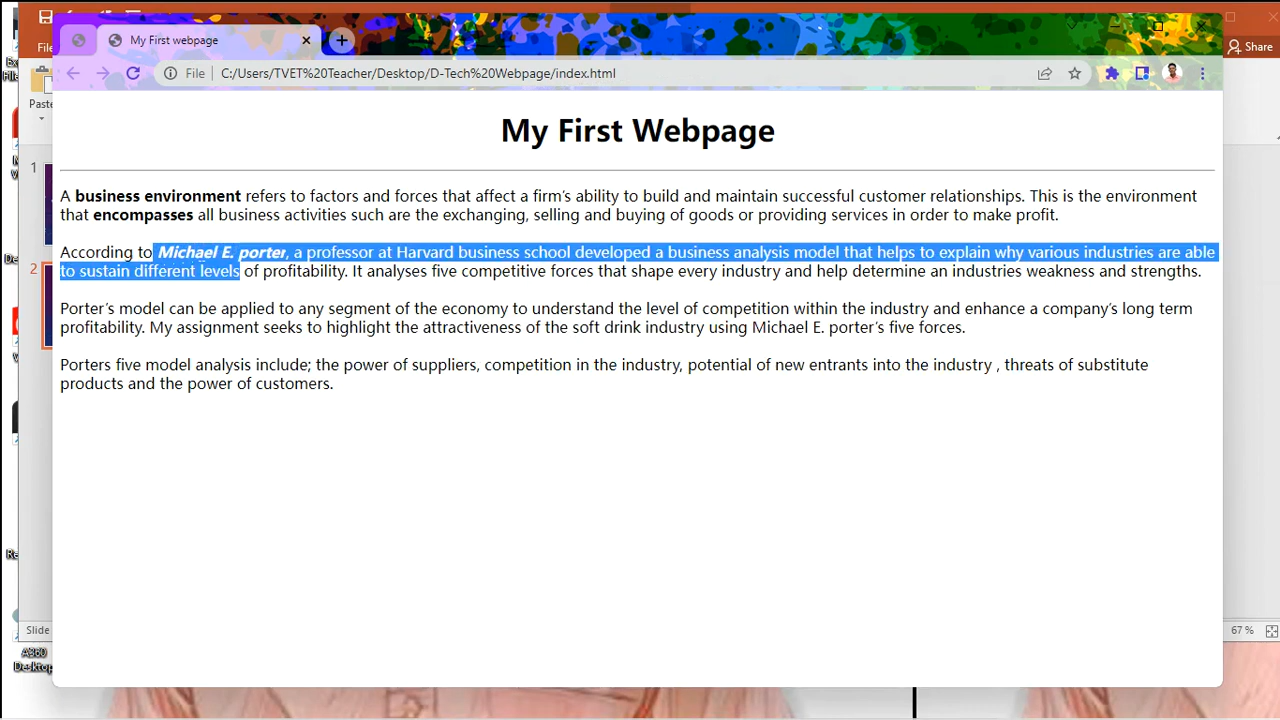 File
Share
My First webpage
File
C:/Users/TVET%20Teacher/Desktop/D-Tech%20Webpage/index.html
Paste
My First Webpage
1
A business environment refers to factors and forces that affect a firm's ability to build and maintain successful customer relationships. This is the environment
that encompasses all business activities such are the exchanging, selling and buying of goods or providing services in order to make profit.
According to Michael E. porter, a professor at Harvard business school developed a business analysis model that helps to explain why various industries are able
2
to sustain different levels of profitability. It analyses five competitive forces that shape every industry and help determine an industries weakness and strengths.
Porter's model can be applied to any segment of the economy to understand the level of competition within the industry and enhance a company's long term
profitability. My assignment seeks to highlight the attractiveness of the soft drink industry using Michael E. porter's five forces.
Porters five model analysis include; the power of suppliers, competition in the industry, potential of new entrants into the industry , threats of substitute
products and the power of customers.
Slide
67 %
A360
Desktop